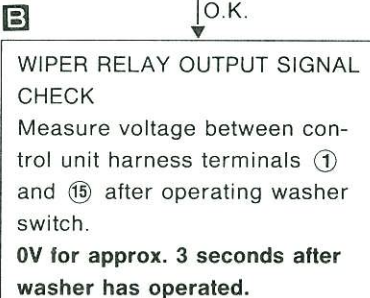 B
O.K.
WIPER RELAY OUTPUT SIGNAL
CHECK
Measure voltage between con-
trol unit harness terminals ①
and ⑮ after operating washer
switch.
0V for approx. 3 seconds after
washer has operated.